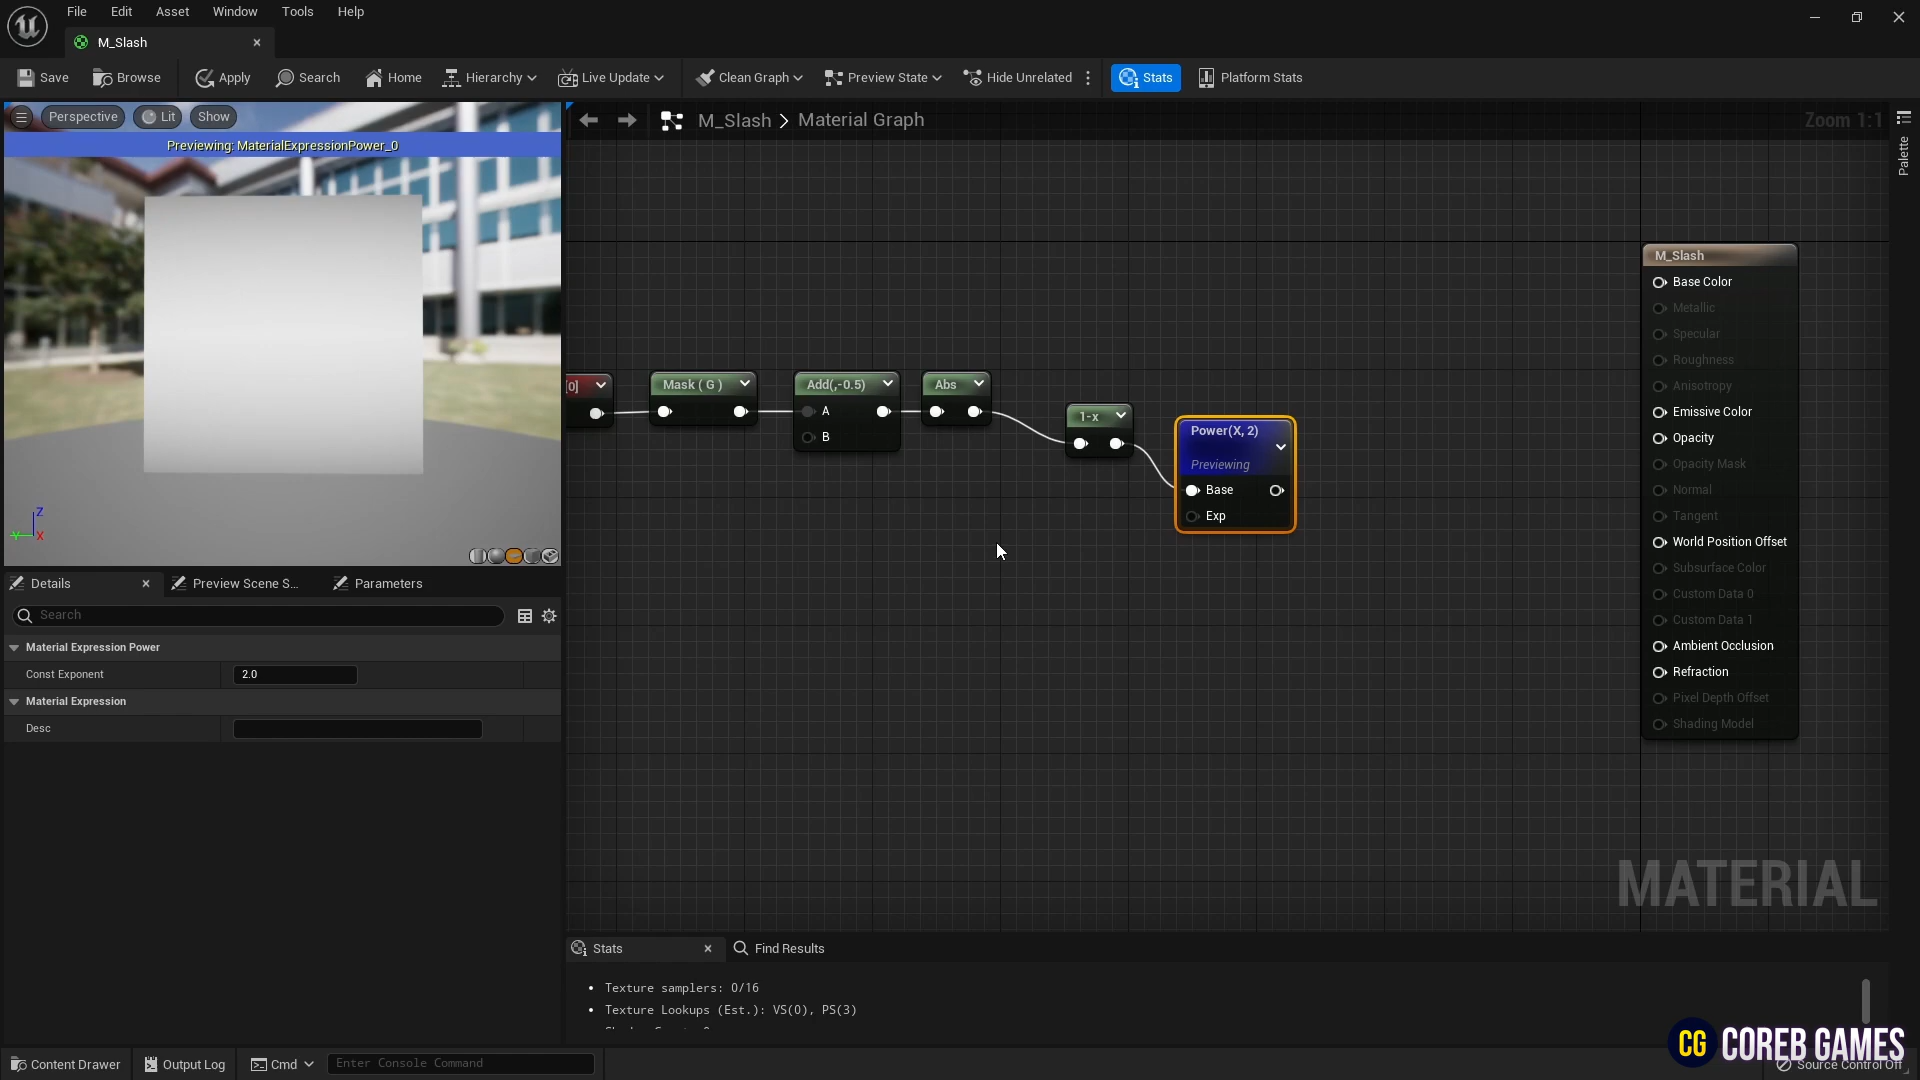 File Edit Asset Window Tools Help
M_Slash
Save Browse Apply Search Home Hierarchy Live Update Clean Graph Preview State Hide Unrelated Stats Platform Stats
Perspective Lit Show
Previewing: MaterialExpressionPower_0
M_Slash > Material Graph
Zoom 1:1
Palette
Z
Y X
[0]
Mask ( G )
Add(,-0.5)
A
B
Abs
1-x
Power(X, 2)
Previewing
Base
Exp
M_Slash
Base Color
Metallic
Specular
Roughness
Anisotropy
Emissive Color
Opacity
Opacity Mask
Normal
Tangent
World Position Offset
Subsurface Color
Custom Data 0
Custom Data 1
Ambient Occlusion
Refraction
Pixel Depth Offset
Shading Model
MATERIAL
Details Preview Scene S... Parameters
Search
Material Expression Power
Const Exponent 2.0
Material Expression
Desc
Stats Find Results
• Texture samplers: 0/16
• Texture Lookups (Est.): VS(0), PS(3)
CG COREB GAMES
Content Drawer Output Log Cmd Enter Console Command Source Control Off